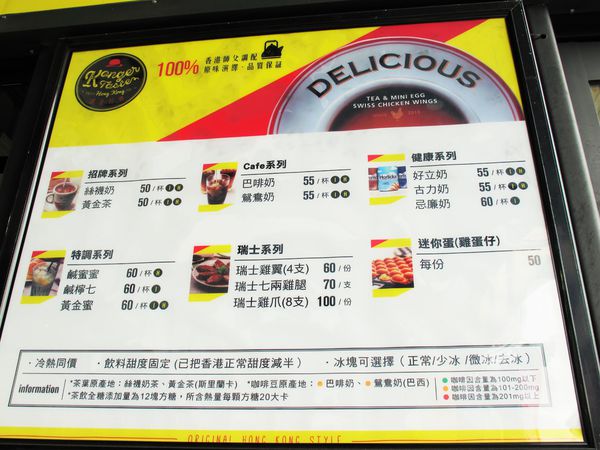 Hong Kong
100% 香港師父調配
原味演繹·品質保証
DELICIOUS
TEA & MINI EGG
SWISS CHICKEN WINGS
招牌系列
絲襪奶 50 /杯
黃金茶 50 /杯
Cafe系列
巴啡奶 55 /杯
鴛鴦奶 55 /杯
健康系列
好立奶 55 /杯
古力奶 55 /杯
忌廉奶 60 /杯
特調系列
鹹蜜蜜 60 /杯
鹹檸七 60 /杯
黃金蜜 60 /杯
瑞士系列
瑞士雞翼(4支) 60 /份
瑞士七兩雞腿 70 /支
瑞士雞爪(8支) 100 /份
迷你蛋(雞蛋仔)
每份 50
·冷熱同價 ·飲料甜度固定(已把香港正常甜度減半) ·冰塊可選擇(正常/少冰/微冰/去冰)
information
*茶葉原產地:絲襪奶茶、黃金茶(斯里蘭卡) *咖啡豆原產地: 巴啡奶、 鴛鴦奶(巴西)
*茶飲全糖添加量為12塊方糖,所含熱量每顆方糖20大卡
咖啡因含量為100mg以下
咖啡因含量為101-200mg
咖啡因含量為201mg以上
ORIGINAL HONG KONG STYLE